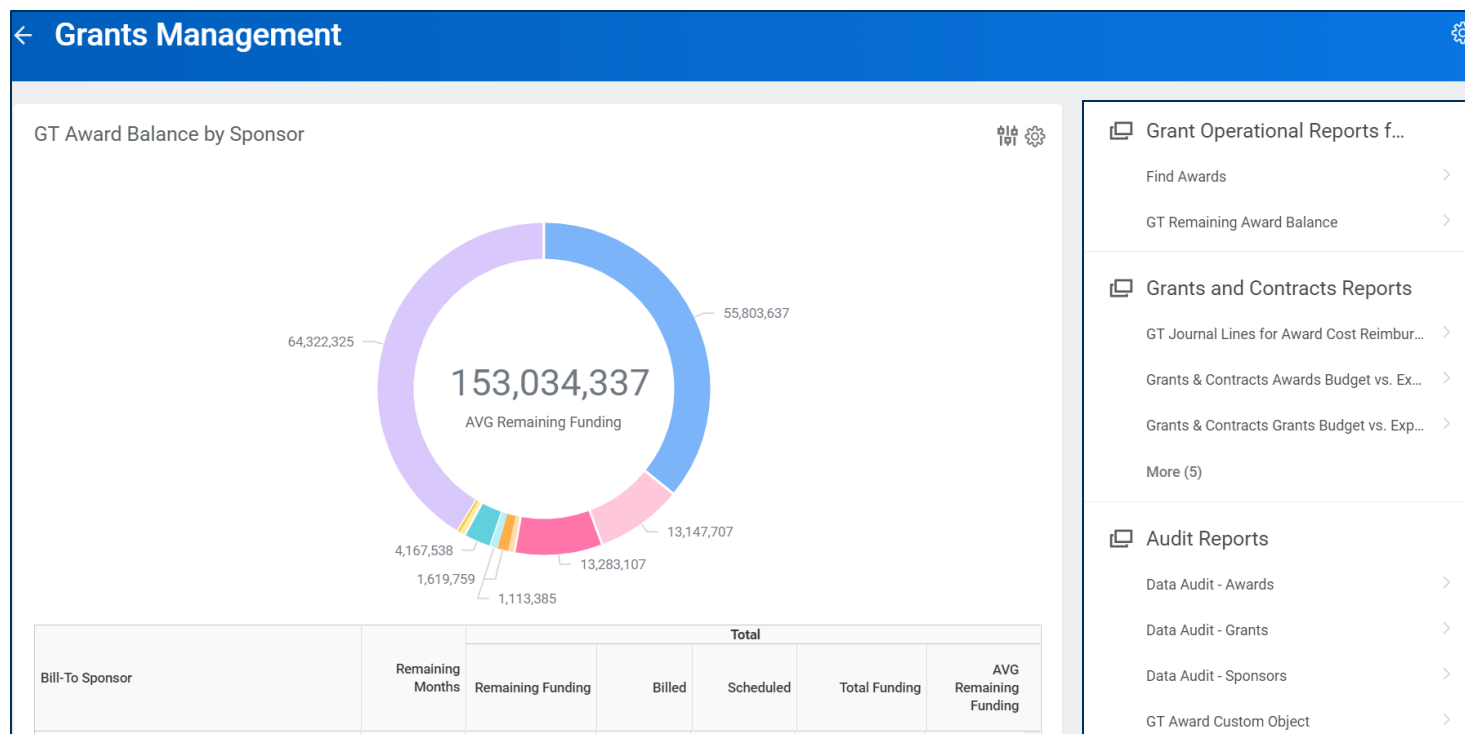 Grants Management
GT Award Balance by Sponsor
64,322,325
55,803,637
153,034,337
AVG Remaining Funding
13,147,707
4,167,538
13,283,107
1,619,759
1,113,385
Total
Bill-To Sponsor
Remaining
Months
Remaining Funding
Billed
Scheduled
Total Funding
AVG
Remaining
Funding
Grant Operational Reports f...
Find Awards
GT Remaining Award Balance
Grants and Contracts Reports
GT Journal Lines for Award Cost Reimbur...
Grants & Contracts Awards Budget vs. Ex...
Grants & Contracts Grants Budget vs. Exp...
More (5)
Audit Reports
Data Audit - Awards
Data Audit - Grants
Data Audit - Sponsors
GT Award Custom Object